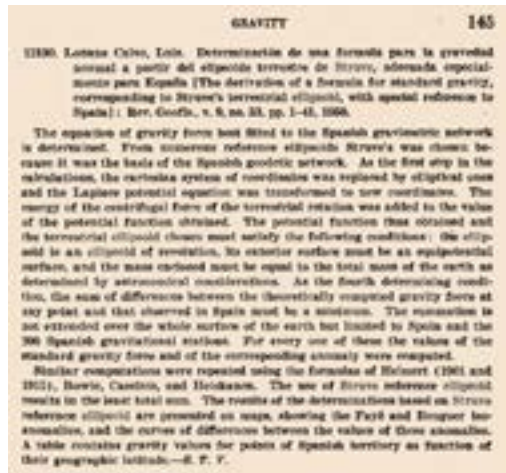 GRAVITY 145
Lozano Calvo, Luis. Determinación de una formula para la gravedad
normal a partir del elipsoide terrestre de Struve, aderuada especial-
mente para España [The derivation of a formula for standard gravity,
corresponding to Struve's terrestrial ellipsoid, with special reference to
Spain]: Rev. Geofís., v. 9, no. 33, pp. 1-41, 1950.
The equation of gravity force best fitted to the Spanish gravimetric network
is determined. From numerous reference ellipsoids Struve's was chosen be-
cause it was the basis of the Spanish geodetic network. As the first step in the
calculations, the cartesian system of coordinates was replaced by elliptical ones
and the Laplace potential equation was transformed to new coordinates. The
energy of the centrifugal force of the terrestrial rotation was added to the value
of the potential function obtained. The potential function thus obtained and
the terrestrial ellipsoid chosen must satisfy the following conditions: the ellip-
soid is an ellipsoid of revolution, its exterior surface must be an equipotential
surface, and the mass enclosed must be equal to the total mass of the earth as
determined by astronomical considerations. As the fourth determining condi-
tion, the sum of differences between the theoretically computed gravity force at
any point and that observed in Spain must be a minimum. The summation is
not extended over the whole surface of the earth but limited to Spain and the
Spanish gravitational stations. For every one of these the values of the
standard gravity force and of the corresponding anomaly were computed.
Similar computations were repeated using the formulas of Helmert (1901 and
1915), Bowie, Cassinis, and Heiskanen. The use of Struve reference ellipsoid
results in the least total sum. The results of the determinations based on Struve
reference ellipsoid are presented on maps, showing the Faye and Bouguer iso-
anomalies, and the curves of differences between the values of these anomalies.
A table contains gravity values for points of Spanish territory as function of
their geographic latitude.—S. T. V.